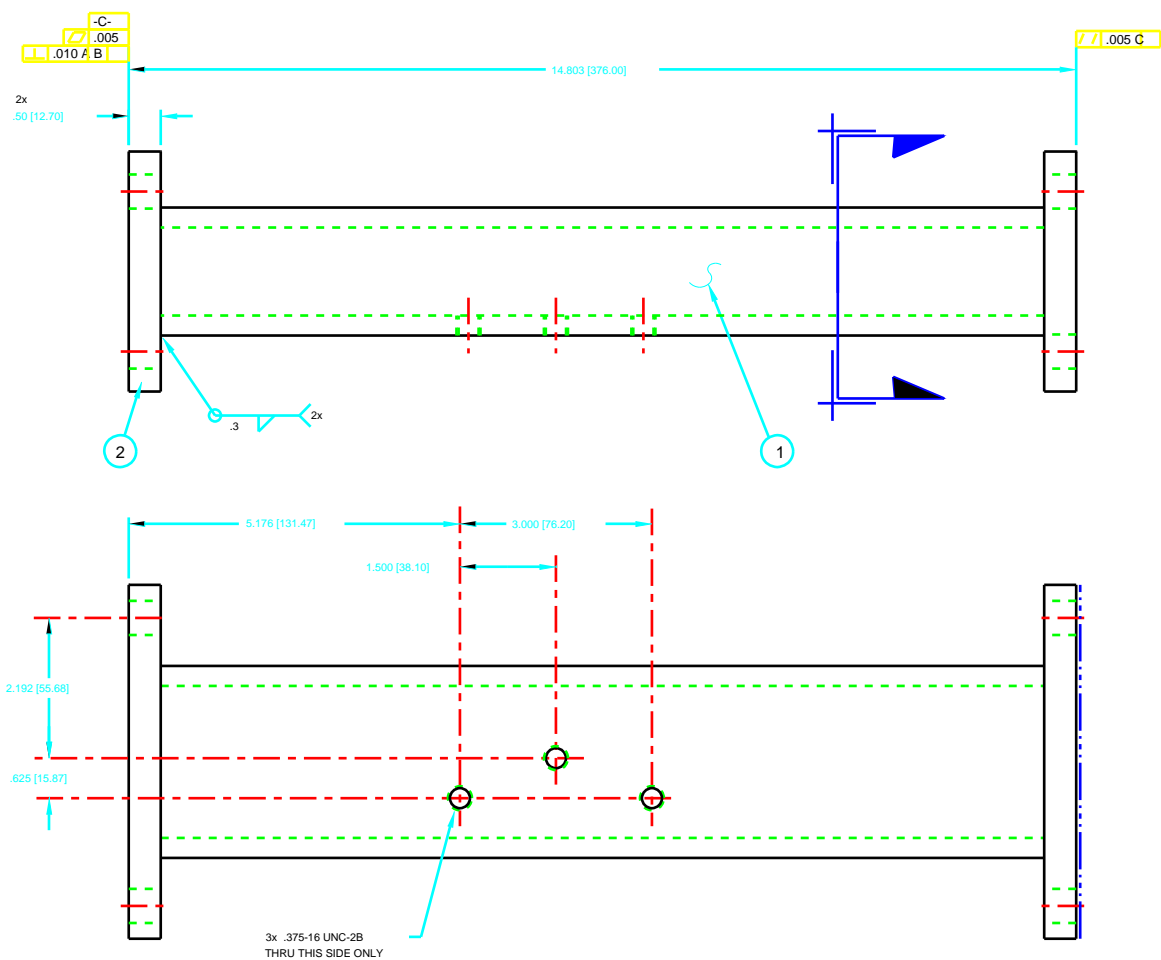 -C-
.005
.010 A B
.005 C
14.803 [376.00]
2x
.50 [12.70]
.3
2x
2
1
5.176 [131.47]
3.000 [76.20]
1.500 [38.10]
2.192 [55.68]
.625 [15.87]
3x .375-16 UNC-2B
THRU THIS SIDE ONLY